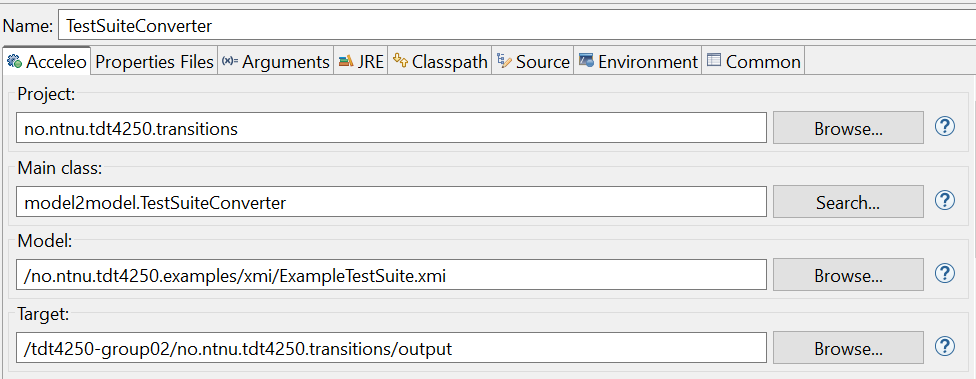 Name: TestSuiteConverter
Acceleo Properties Files (x)= Arguments JRE Classpath Source Environment Common
Project:
no.ntnu.tdt4250.transitions Browse... ?
Main class:
model2model.TestSuiteConverter Search... ?
Model:
/no.ntnu.tdt4250.examples/xmi/ExampleTestSuite.xmi Browse... ?
Target:
/tdt4250-group02/no.ntnu.tdt4250.transitions/output Browse... ?